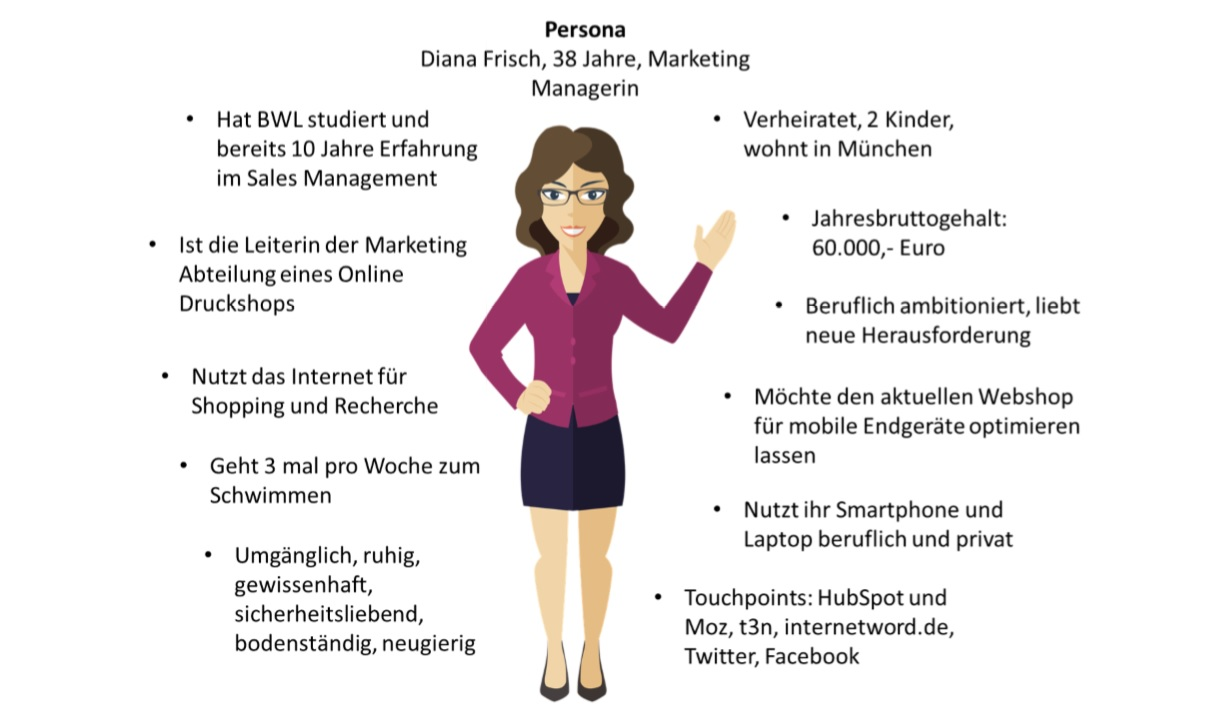 Persona
Diana Frisch, 38 Jahre, Marketing
Managerin
• Hat BWL studiert und
bereits 10 Jahre Erfahrung
im Sales Management
• Ist die Leiterin der Marketing
Abteilung eines Online
Druckshops
• Nutzt das Internet für
Shopping und Recherche
• Geht 3 mal pro Woche zum
Schwimmen
• Umgänglich, ruhig,
gewissenhaft,
sicherheitsliebend,
bodenständig, neugierig
• Verheiratet, 2 Kinder,
wohnt in München
• Jahresbruttogehalt:
60.000,- Euro
• Beruflich ambitioniert, liebt
neue Herausforderung
• Möchte den aktuellen Webshop
für mobile Endgeräte optimieren
lassen
• Nutzt ihr Smartphone und
Laptop beruflich und privat
• Touchpoints: HubSpot und
Moz, t3n, internetword.de,
Twitter, Facebook